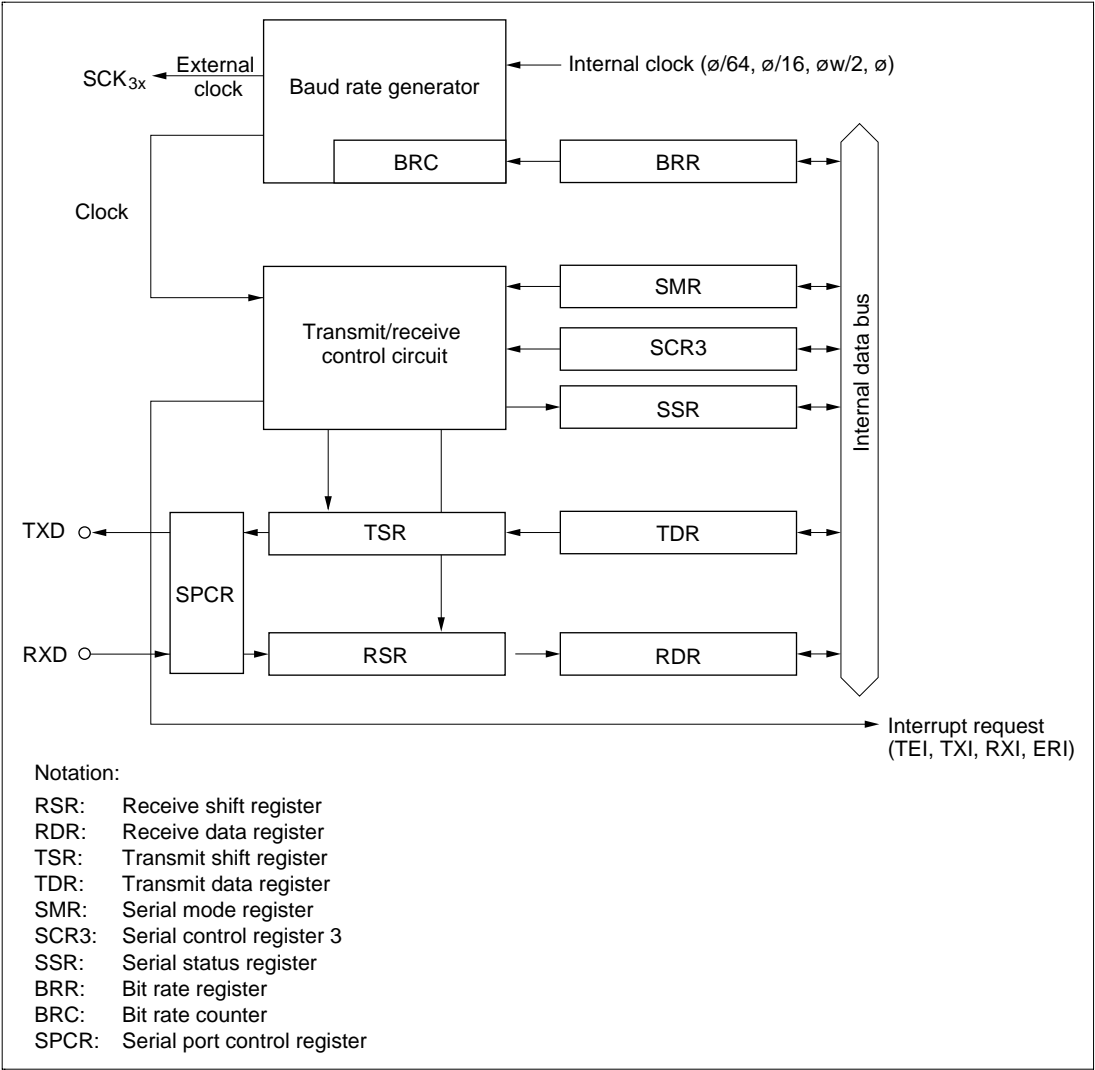 SCK3x
External
clock
Baud rate generator
Internal clock (ø/64, ø/16, øw/2, ø)
BRC
BRR
Clock
Transmit/receive
control circuit
SMR
SCR3
SSR
Internal data bus
TXD
SPCR
TSR
TDR
RXD
RSR
RDR
Interrupt request
(TEI, TXI, RXI, ERI)
Notation:
RSR: Receive shift register
RDR: Receive data register
TSR: Transmit shift register
TDR: Transmit data register
SMR: Serial mode register
SCR3: Serial control register 3
SSR: Serial status register
BRR: Bit rate register
BRC: Bit rate counter
SPCR: Serial port control register